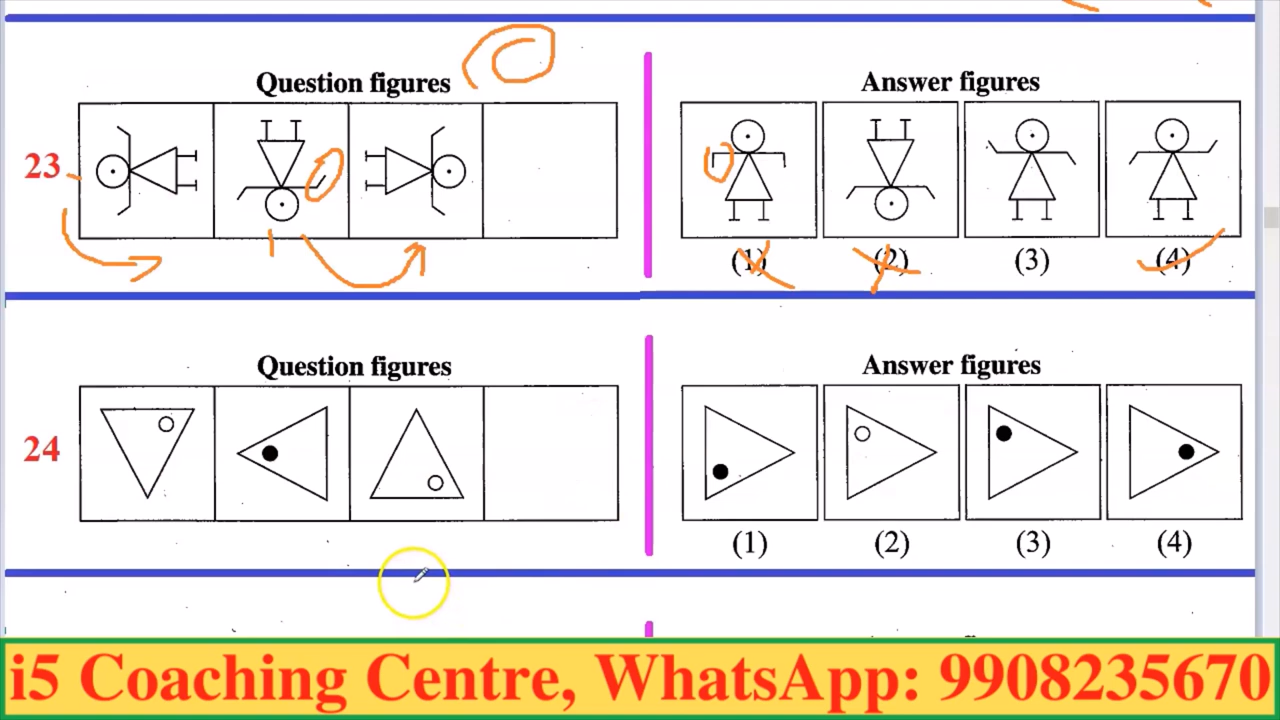 Question figures
Answer figures
23
(1)
(2)
(3)
(4)
Question figures
Answer figures
24
(1)
(2)
(3)
(4)
i5 Coaching Centre, WhatsApp: 9908235670